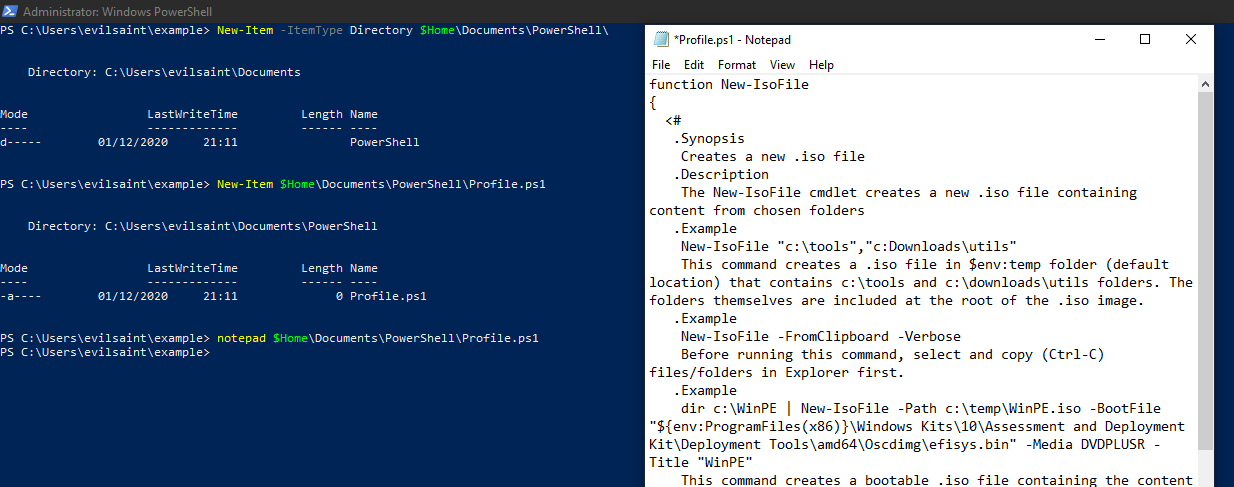 Administrator: Windows PowerShell
PS C:\Users\evilsaint\example> New-Item -ItemType Directory $Home\Documents\PowerShell\
Directory: C:\Users\evilsaint\Documents
Mode LastWriteTime Length Name
---- ------------- ------ ----
d----- 01/12/2020 21:11 PowerShell
PS C:\Users\evilsaint\example> New-Item $Home\Documents\PowerShell\Profile.ps1
Directory: C:\Users\evilsaint\Documents\PowerShell
Mode LastWriteTime Length Name
---- ------------- ------ ----
-a---- 01/12/2020 21:11 0 Profile.ps1
PS C:\Users\evilsaint\example> notepad $Home\Documents\PowerShell\Profile.ps1
PS C:\Users\evilsaint\example>
*Profile.ps1 - Notepad
File Edit Format View Help
function New-IsoFile
{
<#
.Synopsis
Creates a new .iso file
.Description
The New-IsoFile cmdlet creates a new .iso file containing
content from chosen folders
.Example
New-IsoFile "c:\tools","c:Downloads\utils"
This command creates a .iso file in $env:temp folder (default
location) that contains c:\tools and c:\downloads\utils folders. The
folders themselves are included at the root of the .iso image.
.Example
New-IsoFile -FromClipboard -Verbose
Before running this command, select and copy (Ctrl-C)
files/folders in Explorer first.
.Example
dir c:\WinPE | New-IsoFile -Path c:\temp\WinPE.iso -BootFile
"${env:ProgramFiles(x86)}\Windows Kits\10\Assessment and Deployment
Kit\Deployment Tools\amd64\Oscdimg\efisys.bin" -Media DVDPLUSR -
Title "WinPE"
This command creates a bootable .iso file containing the content